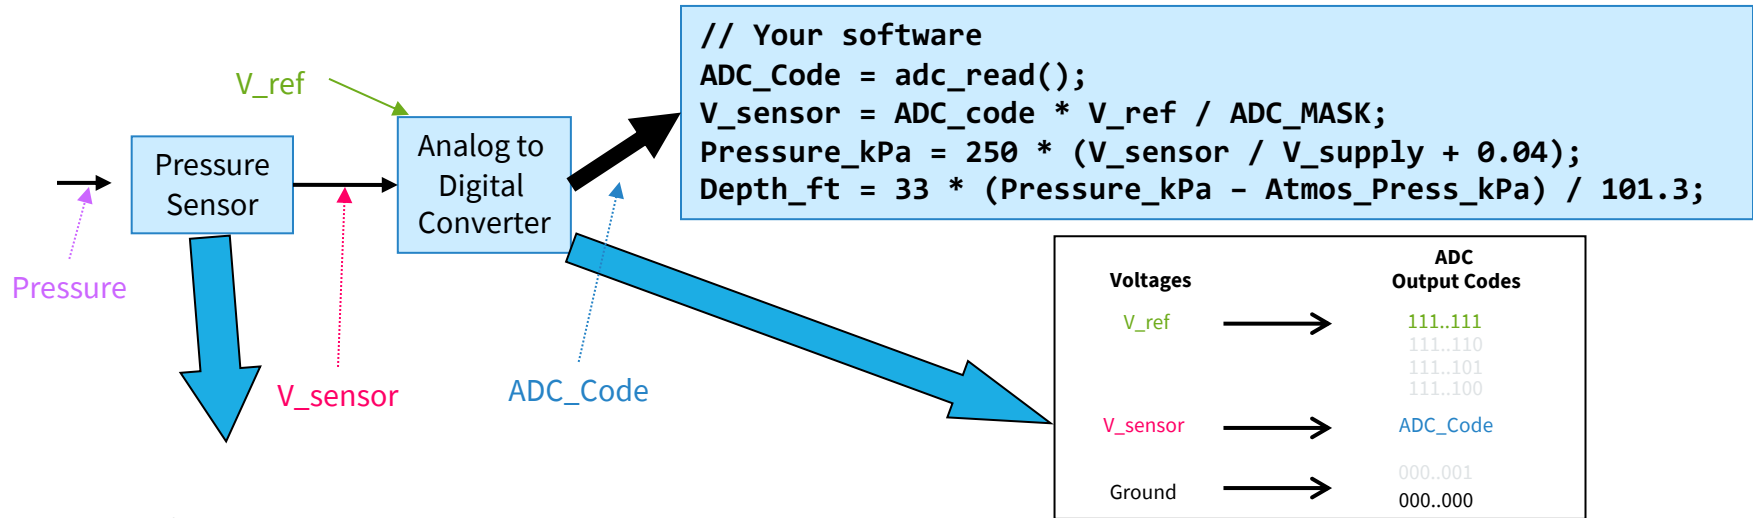 // Your software
ADC_Code = adc_read();
V_sensor = ADC_code * V_ref / ADC_MASK;
Pressure_kPa = 250 * (V_sensor / V_supply + 0.04);
Depth_ft = 33 * (Pressure_kPa – Atmos_Press_kPa) / 101.3;
V_ref
Pressure
Sensor
Analog to
Digital
Converter
Pressure
V_sensor
ADC_Code
Voltages
ADC
Output Codes
V_ref
111..111
111..110
111..101
111..100
V_sensor
ADC_Code
000..001
Ground
000..000